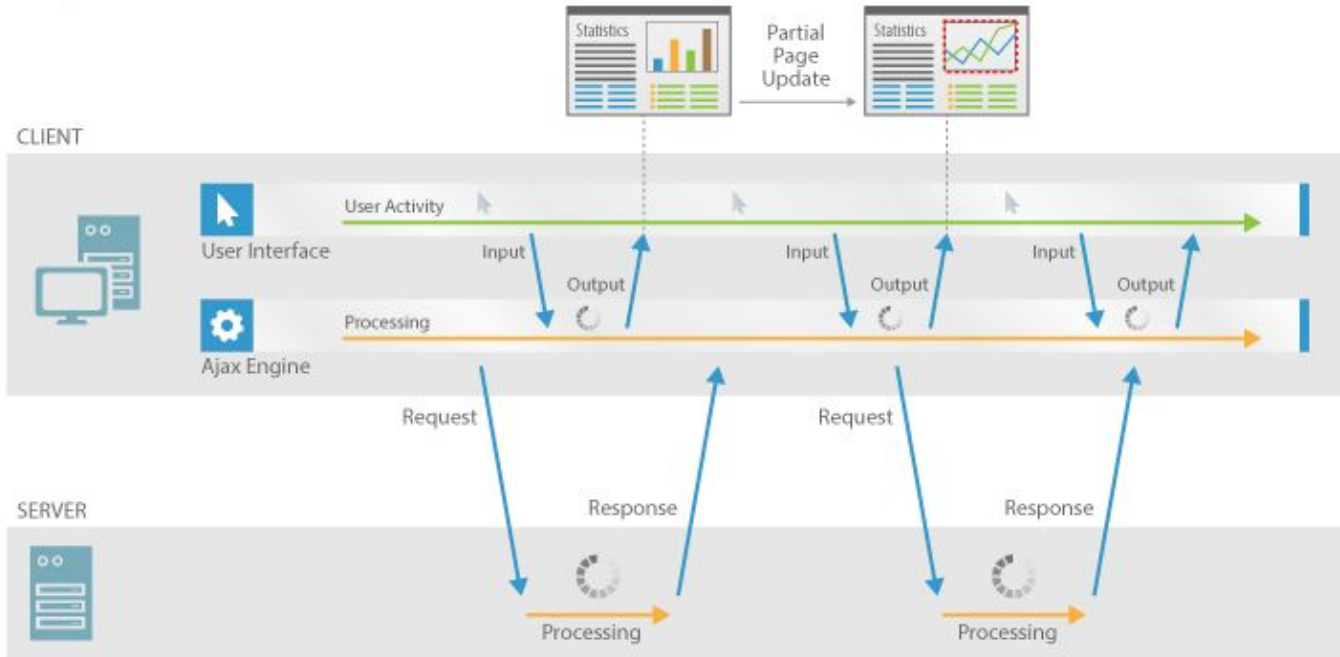 Statistics
Partial
Page
Update
Statistics
CLIENT
User Activity
User Interface
Input
Output
Input
Output
Input
Output
Processing
Ajax Engine
Request
Response
Request
Response
SERVER
Processing
Processing